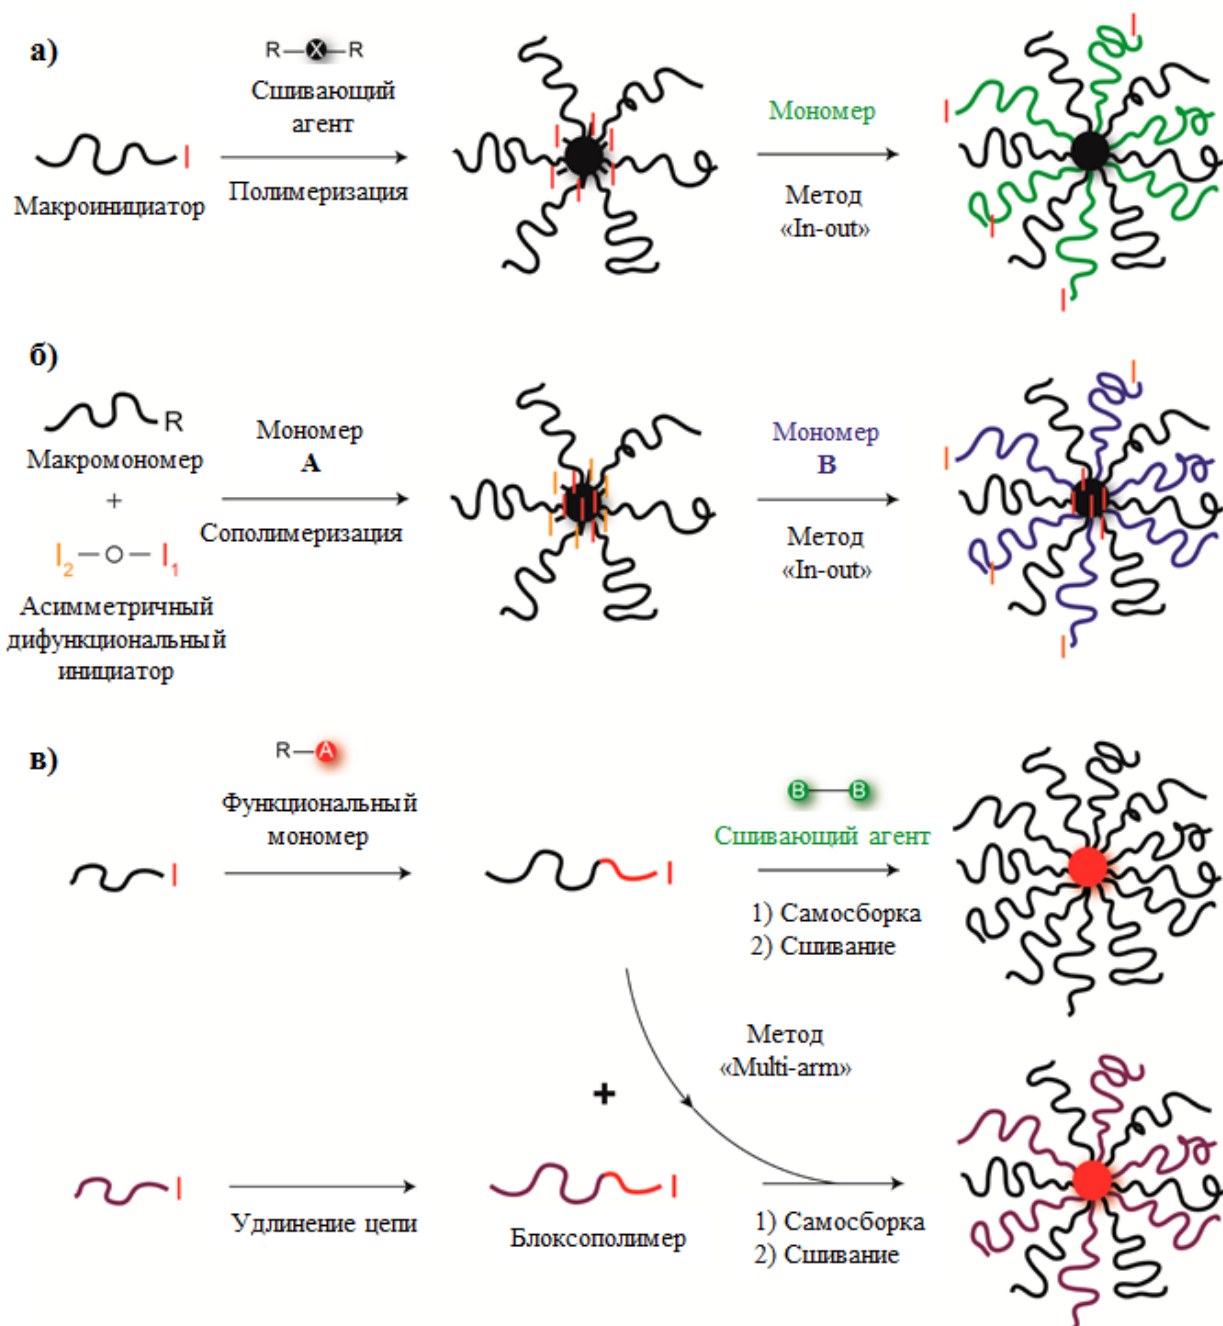 а)
R—X—R
Сшивающий
агент
Макроинициатор
I
Полимеризация
Мономер
Метод
«In-out»
б)
R
Макромономер
+
I₂—O—I₁
Асимметричный
дифункциональный
инициатор
Мономер
А
Сополимеризация
Мономер
В
Метод
«In-out»
в)
R—A
Функциональный
мономер
I
I
B—B
Сшивающий агент
1) Самосборка
2) Сшивание
Метод
«Multi-arm»
+
I
Удлинение цепи
I
Блоксополимер
1) Самосборка
2) Сшивание